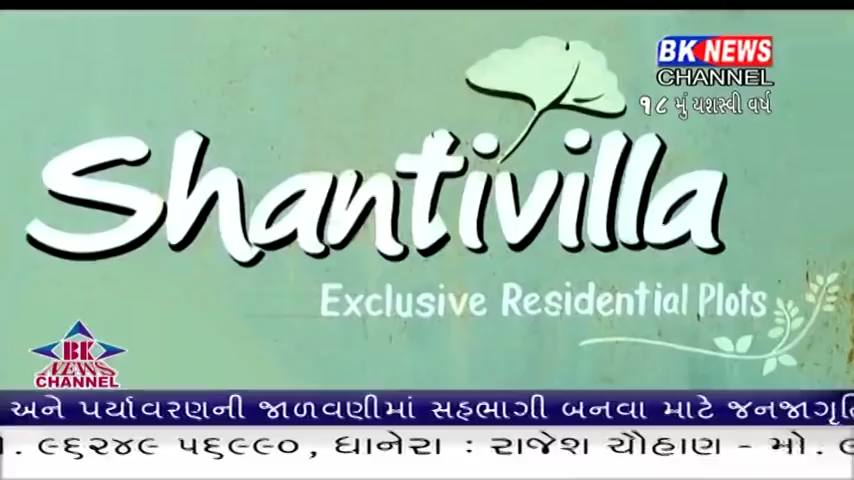 BK NEWS
CHANNEL
૧૮ મું યશસ્વી વર્ષ
Shantivilla
Exclusive Residential Plots
BK
NEWS
CHANNEL
અને પર્યાવરણની જાળવણીમાં સહભાગી બનવા માટે જનજાગૃતિ
. ૯૬૨૪૯ ૫૬૯૯૦, ધાનેરા : રાજેશ ચૌહાણ - મો. ૯